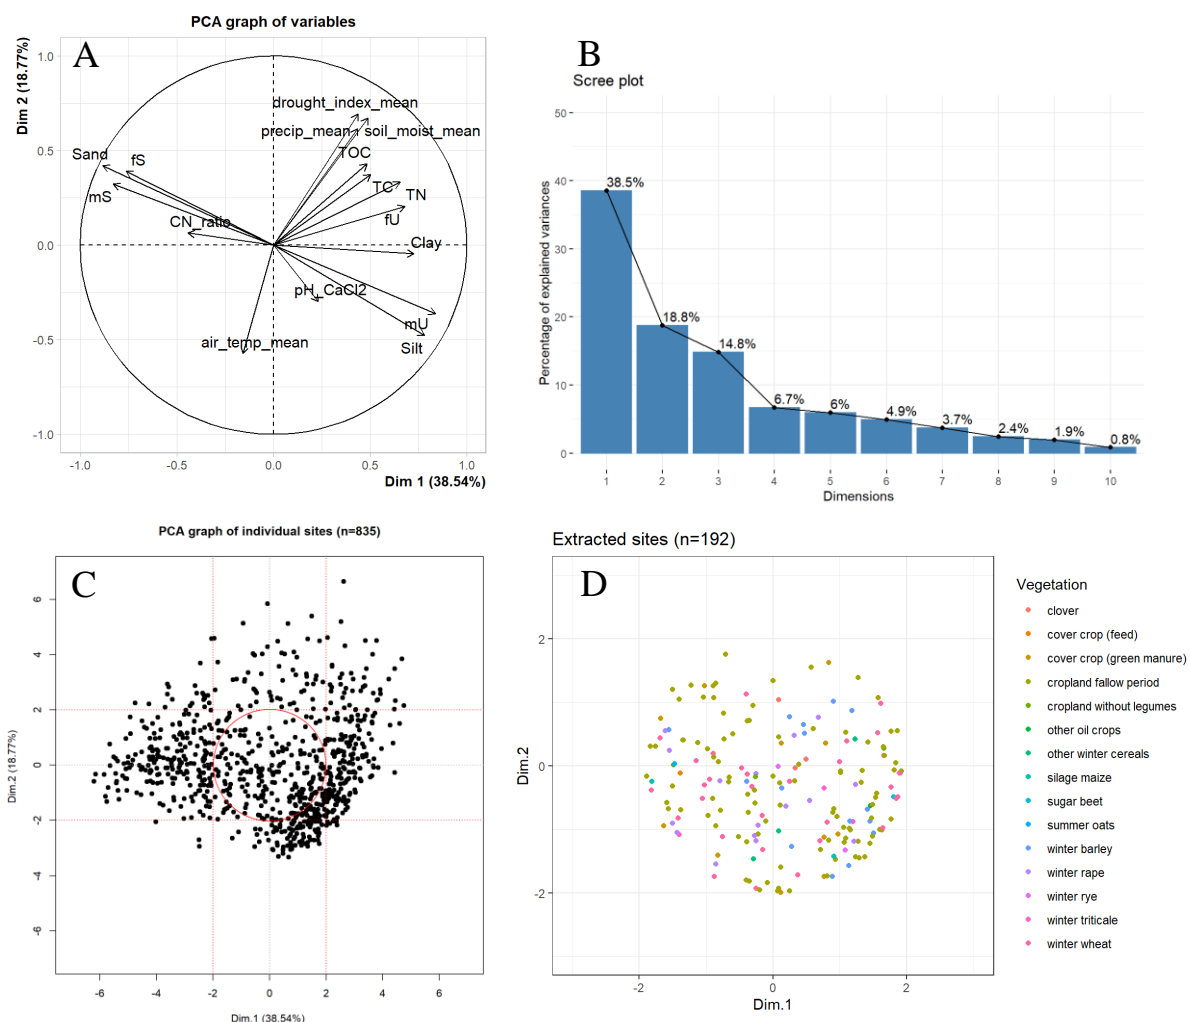 PCA graph of variables
A
Dim 2 (18.77%)
1.0
0.5
0.0
-0.5
-1.0
drought_index_mean
precip_mean soil_moist_mean
TOC
Sand
fS
TC
TN
mS
CN_ratio
fU
Clay
pH_CaCl2
mU
air_temp_mean
Silt
-1.0 -0.5 0.0 0.5 1.0
Dim 1 (38.54%)
B
Scree plot
Percentage of explained variances
50
40
30
20
10
0
38.5%
18.8%
14.8%
6.7%
6%
4.9%
3.7%
2.4%
1.9%
0.8%
1 2 3 4 5 6 7 8 9 10
Dimensions
PCA graph of individual sites (n=835)
C
Dim.2 (18.77%)
6
4
2
0
-2
-4
-6
-6 -4 -2 0 2 4 6
Dim.1 (38.54%)
Extracted sites (n=192)
D
Dim.2
2
0
-2
-2 0 2
Dim.1
Vegetation
clover
cover crop (feed)
cover crop (green manure)
cropland fallow period
cropland without legumes
other oil crops
other winter cereals
silage maize
sugar beet
summer oats
winter barley
winter rape
winter rye
winter triticale
winter wheat